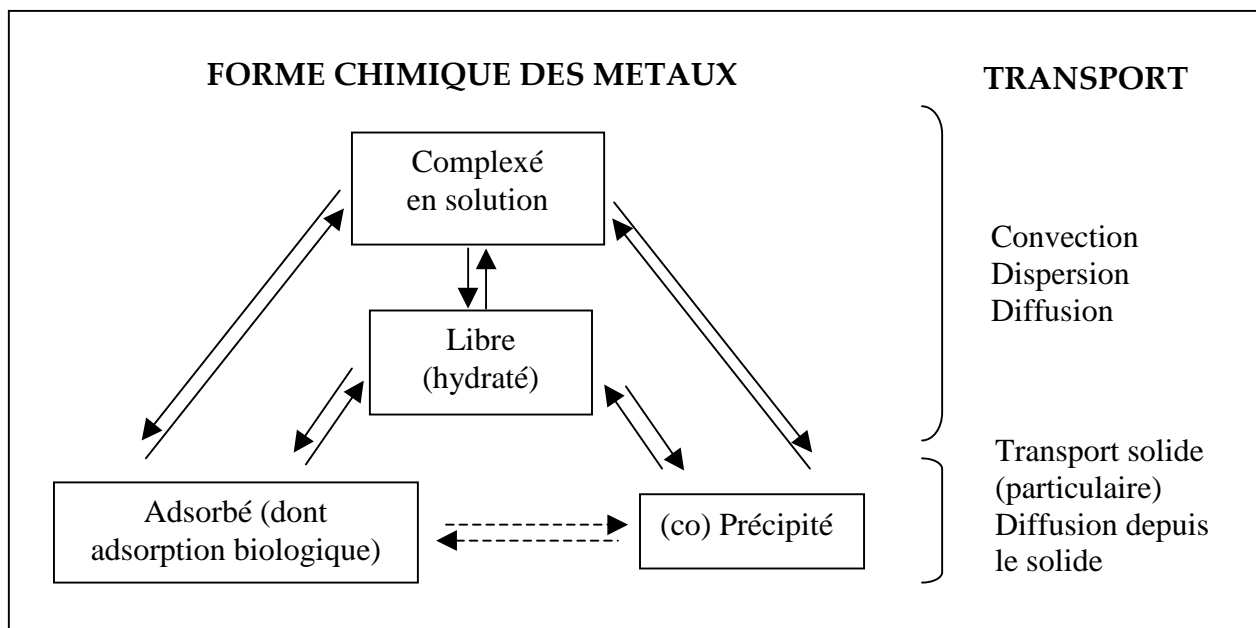 FORME CHIMIQUE DES METAUX
TRANSPORT
Complexé
en solution
Libre
(hydraté)
Adsorbé (dont
adsorption biologique)
(co) Précipité
Convection
Dispersion
Diffusion
Transport solide
(particulaire)
Diffusion depuis
le solide